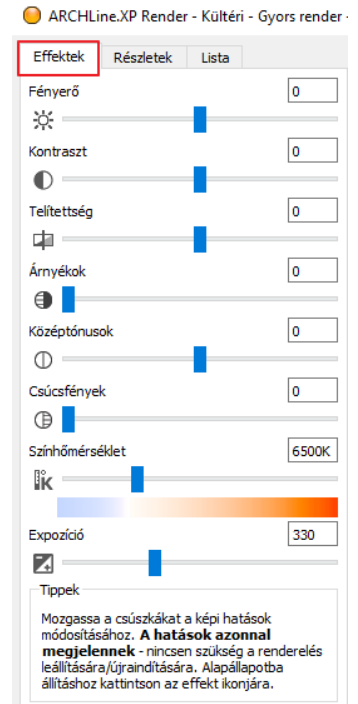 ARCHLine.XP Render - Kültéri - Gyors render -
Effektek Részletek Lista
Fényerő 0
Kontraszt 0
Telítettség 0
Árnyékok 0
Középtónusok 0
Csúcsfények 0
Színhőmérséklet 6500K
K
Expozíció 330
Tippek
Mozgassa a csúszkákat a képi hatások
módosításához. A hatások azonnal
megjelennek - nincsen szükség a renderelés
leállítására/újraindítására. Alapállapotba
állításhoz kattintson az effekt ikonjára.